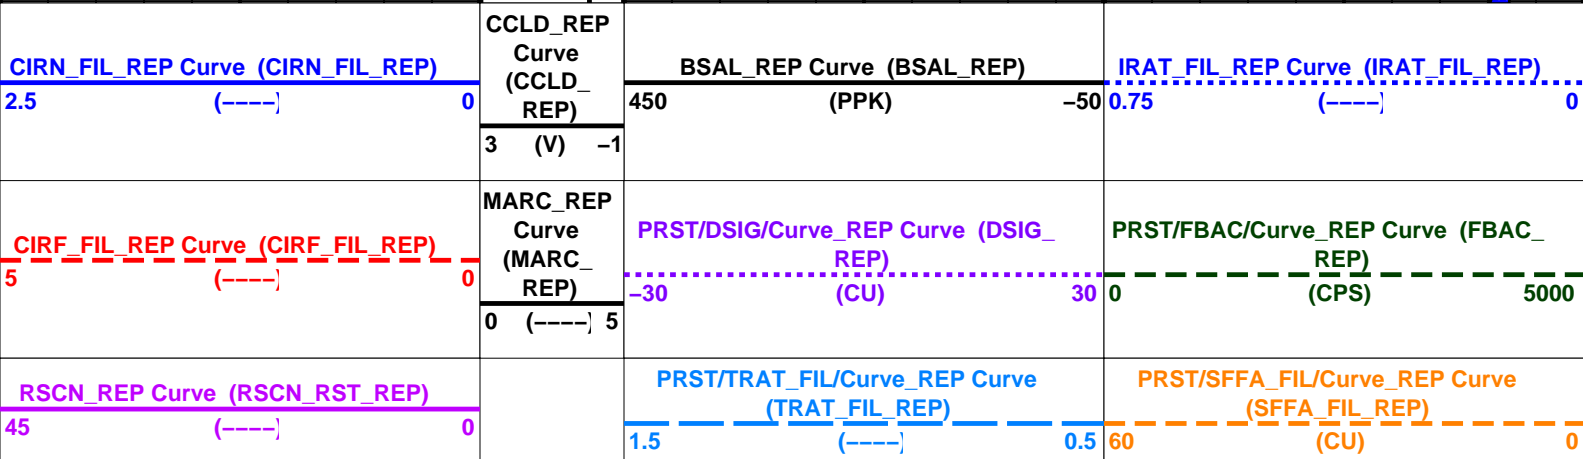 CIRN_FIL_REP Curve (CIRN_FIL_REP)
2.5 (----) 0
CCLD_REP
Curve
(CCLD_
REP)
3 (V) -1
BSAL_REP Curve (BSAL_REP)
450 (PPK) -50
IRAT_FIL_REP Curve (IRAT_FIL_REP)
0.75 (----) 0
CIRF_FIL_REP Curve (CIRF_FIL_REP)
5 (----) 0
MARC_REP
Curve
(MARC_
REP)
0 (----) 5
PRST/DSIG/Curve_REP Curve (DSIG_
REP)
-30 (CU) 30
PRST/FBAC/Curve_REP Curve (FBAC_
REP)
0 (CPS) 5000
RSCN_REP Curve (RSCN_RST_REP)
45 (----) 0
PRST/TRAT_FIL/Curve_REP Curve
(TRAT_FIL_REP)
1.5 (----) 0.5
PRST/SFFA_FIL/Curve_REP Curve
(SFFA_FIL_REP)
60 (CU) 0